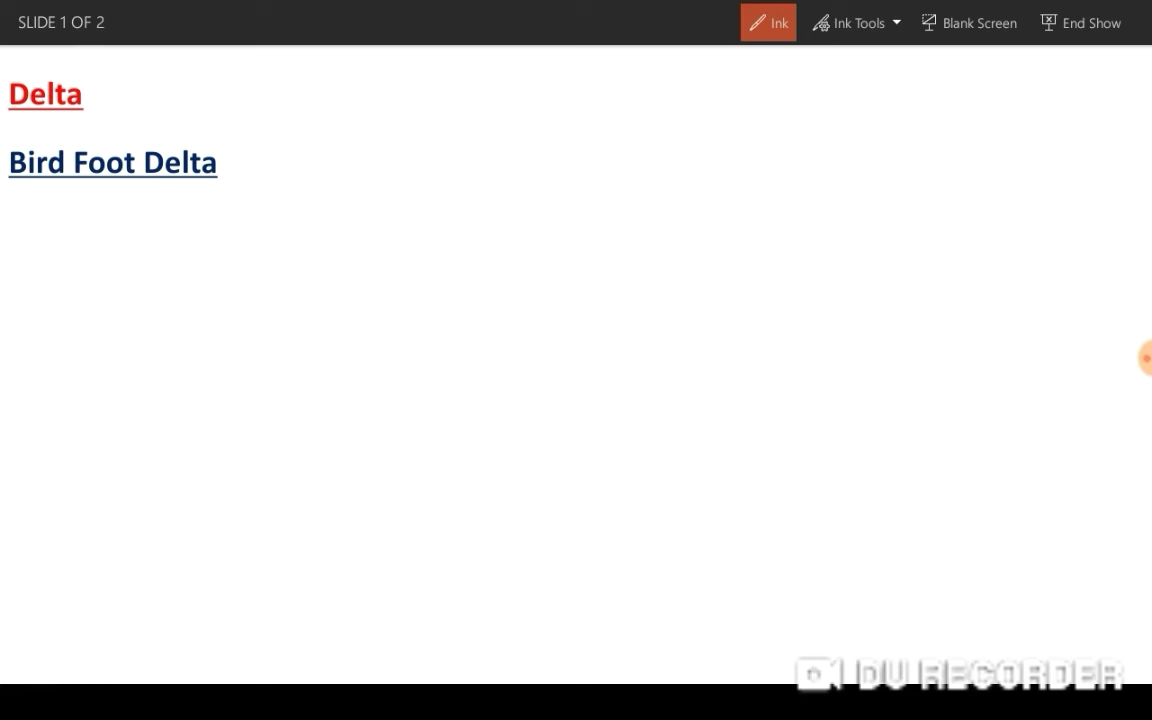 SLIDE 1 OF 2 Ink Ink Tools Blank Screen End Show
Delta
Bird Foot Delta
DU RECORDER